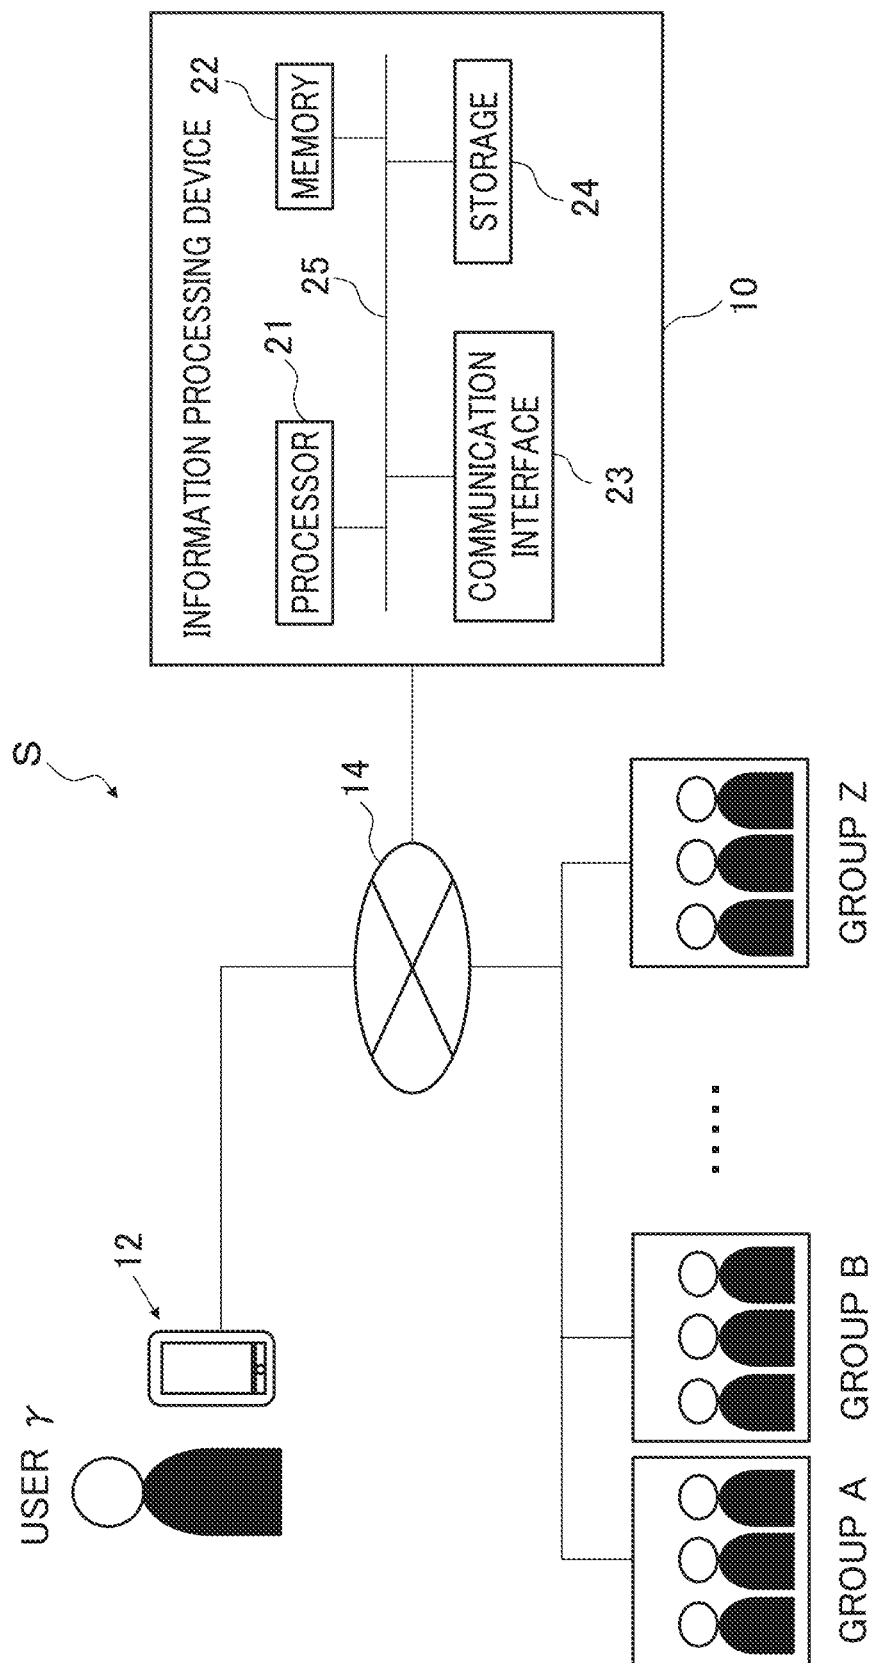 S
USER γ
12
14
INFORMATION PROCESSING DEVICE
21
22
PROCESSOR
MEMORY
25
COMMUNICATION
INTERFACE
STORAGE
23
24
10
GROUP A
GROUP B
GROUP Z